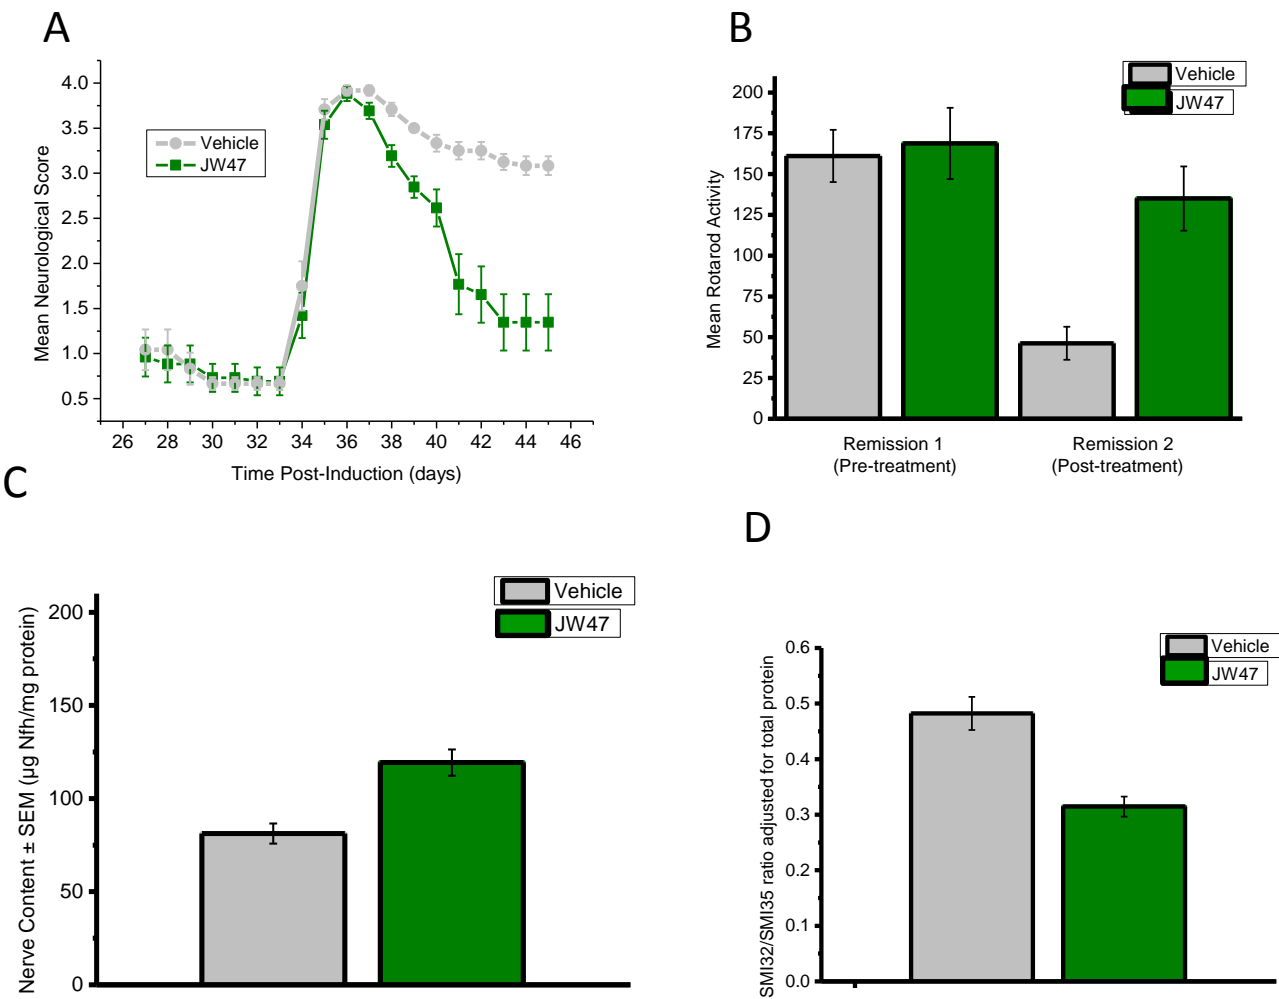 A
4.0
3.5
3.0
2.5
2.0
1.5
1.0
0.5
Mean Neurological Score
Vehicle
JW47
26 28 30 32 34 36 38 40 42 44 46
Time Post-Induction (days)
B
Vehicle
JW47
200
175
150
125
100
75
50
25
0
Mean Rotarod Activity
Remission 1
(Pre-treatment)
Remission 2
(Post-treatment)
C
Vehicle
JW47
200
150
100
50
0
Nerve Content ± SEM (µg Nfh/mg protein)
D
Vehicle
JW47
0.6
0.5
0.4
0.3
0.2
0.1
0.0
SMI32/SMI35 ratio adjusted for total protein